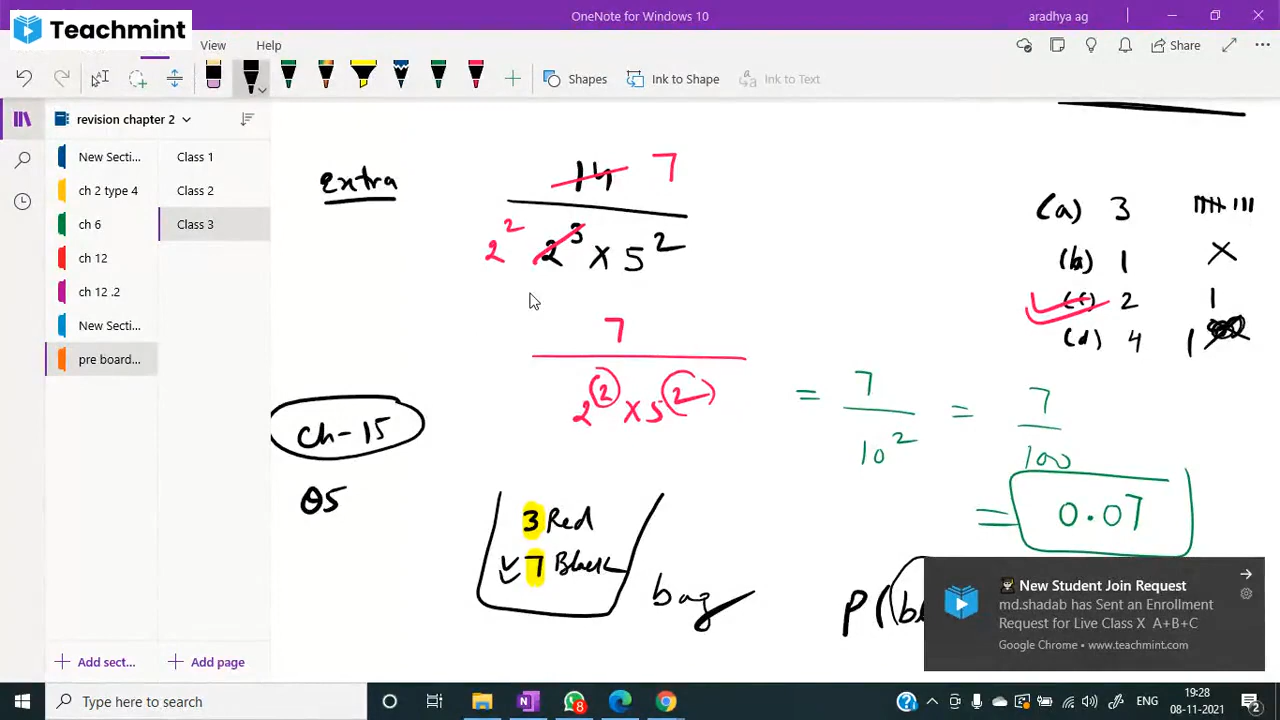 Teachmint
OneNote for Windows 10
aradhya ag
View Help
Share
Shapes
Ink to Shape
Ink to Text
revision chapter 2
New Secti...
ch 2 type 4
ch 6
ch 12
ch 12 .2
New Secti...
pre board...
Class 1
Class 2
Class 3
Add sect...
Add page
Extra
14 7
2² 2³ × 5²
7
2² × 5²
= 7
10²
= 7
100
= 0.07
(a) 3
(b) 1
(c) 2 1
(d) 4 1
Ch-15
Q5
3 Red
7 Black
bag
P(b
New Student Join Request
md.shadab has Sent an Enrollment
Request for Live Class X A+B+C
Google Chrome • www.teachmint.com
Type here to search
8
ENG
19:28
08-11-2021
2